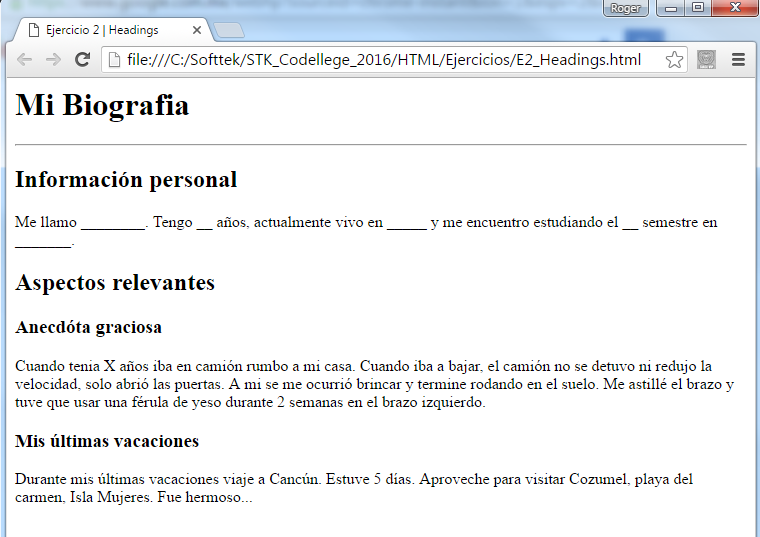 Roger
Ejercicio 2 | Headings
file:///C:/Softtek/STK_Codellege_2016/HTML/Ejercicios/E2_Headings.html
Mi Biografia
Información personal
Me llamo ________. Tengo __ años, actualmente vivo en _____ y me encuentro estudiando el __ semestre en
_______.
Aspectos relevantes
Anecdóta graciosa
Cuando tenia X años iba en camión rumbo a mi casa. Cuando iba a bajar, el camión no se detuvo ni redujo la
velocidad, solo abrió las puertas. A mi se me ocurrió brincar y termine rodando en el suelo. Me astillé el brazo y
tuve que usar una férula de yeso durante 2 semanas en el brazo izquierdo.
Mis últimas vacaciones
Durante mis últimas vacaciones viaje a Cancún. Estuve 5 días. Aproveche para visitar Cozumel, playa del
carmen, Isla Mujeres. Fue hermoso...